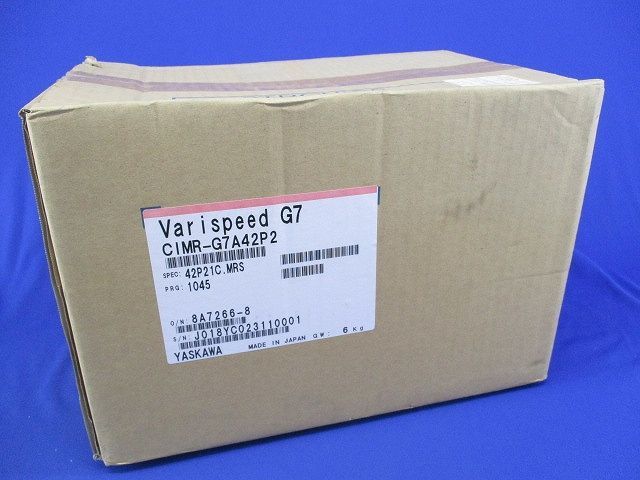 Varispeed G7
CIMR-G7A42P2
SPEC: 42P21C.MRS
PRG: 1045
O/N: 8A7266-8
S/N: J018YC023110001
YASKAWA MADE IN JAPAN GW: 6 Kg